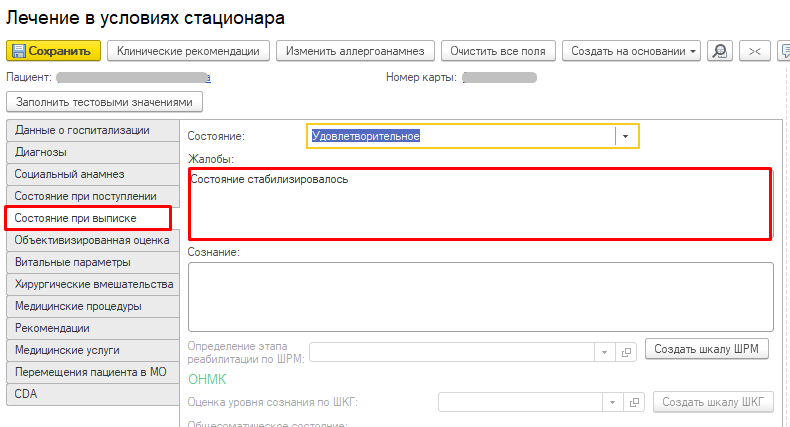 Лечение в условиях стационара
Сохранить Клинические рекомендации Изменить аллергоанамнез Очистить все поля Создать на основании ><
Пациент: Номер карты:
Заполнить тестовыми значениями
Данные о госпитализации
Диагнозы
Социальный анамнез
Состояние при поступлении
Состояние при выписке
Объективизированная оценка
Витальные параметры
Хирургические вмешательства
Медицинские процедуры
Рекомендации
Медицинские услуги
Перемещения пациента в МО
CDA
Состояние: Удовлетворительное
Жалобы:
Состояние стабилизировалось
Сознание:
Определение этапа
реабилитации по ШРМ: Создать шкалу ШРМ
ОНМК
Оценка уровня сознания по ШКГ: Создать шкалу ШКГ
Общесоматическое состояние: